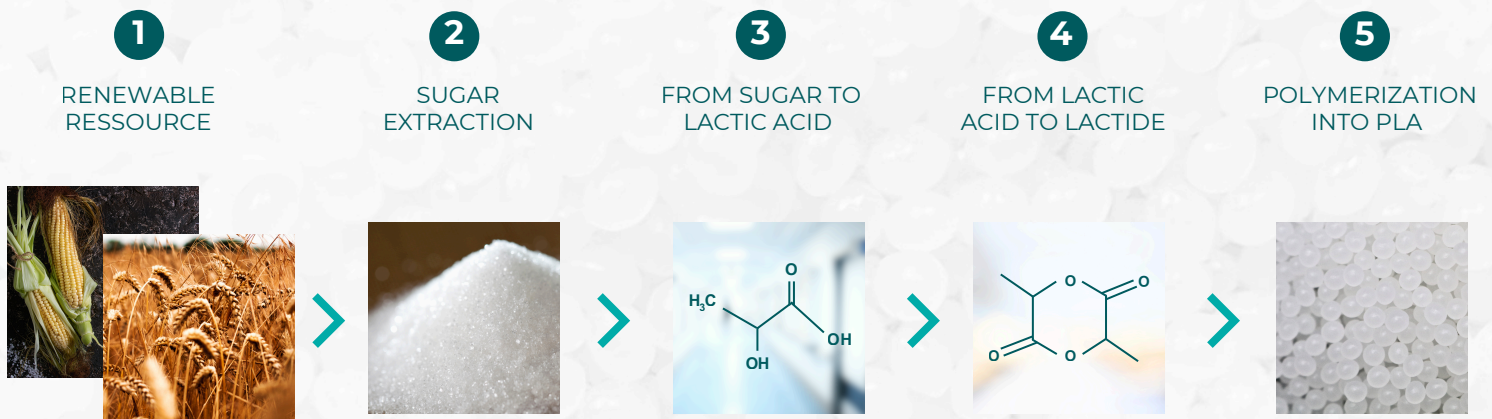 1
RENEWABLE
RESSOURCE
2
SUGAR
EXTRACTION
3
FROM SUGAR TO
LACTIC ACID
4
FROM LACTIC
ACID TO LACTIDE
5
POLYMERIZATION
INTO PLA
O
H₃C
OH
OH
O
O
O
O